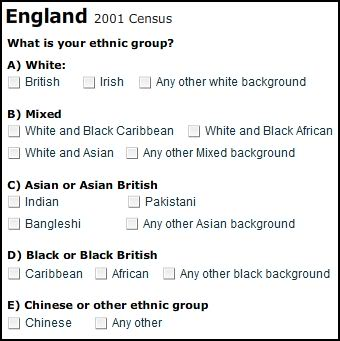 England 2001 Census
What is your ethnic group?
A) White:
British Irish Any other white background
B) Mixed
White and Black Caribbean White and Black African
White and Asian Any other Mixed background
C) Asian or Asian British
Indian Pakistani
Bangleshi Any other Asian background
D) Black or Black British
Caribbean African Any other black background
E) Chinese or other ethnic group
Chinese Any other